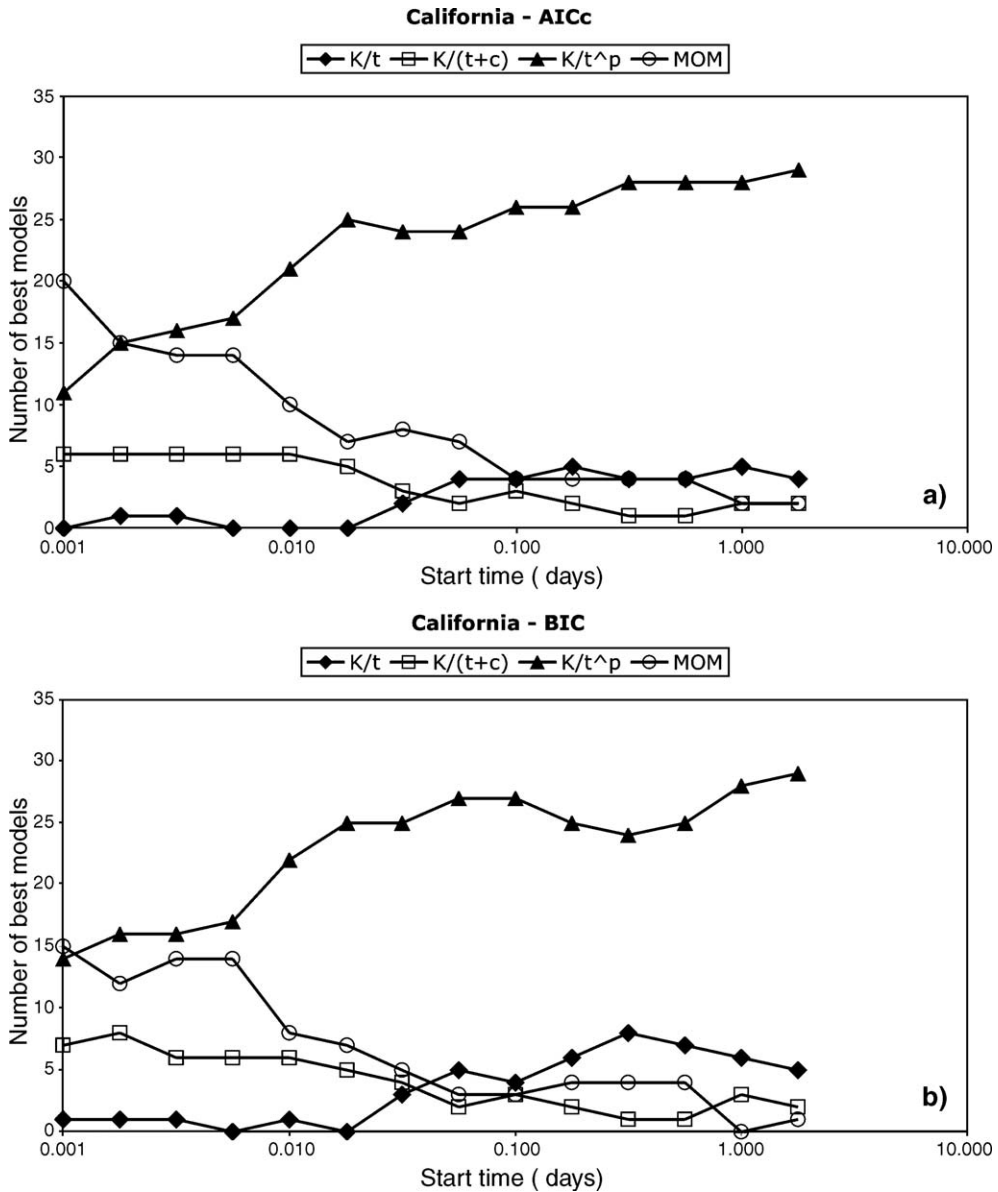 California - AICc
K/t K/(t+c) K/t^p MOM
35
30
25
20
15
10
5
0
Number of best models
a)
0.001 0.010 0.100 1.000 10.000
Start time ( days)
California - BIC
K/t K/(t+c) K/t^p MOM
35
30
25
20
15
10
5
0
Number of best models
b)
0.001 0.010 0.100 1.000 10.000
Start time ( days)